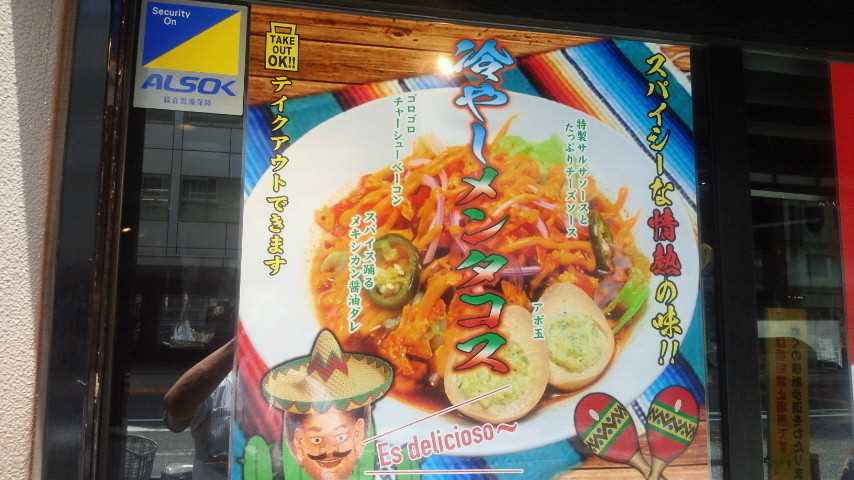 Security
On
ALSOK
綜合警備保障
TAKE
OUT
OK!!
テイクアウトできます
スパイシーな情熱の味!!
冷やしメンタコス
特製サルサソースと
たっぷりチーズソース
ゴロゴロ
チャーシューベーコン
スパイス踊る
メキシカン醤油ダレ
アボ玉
Es delicioso～